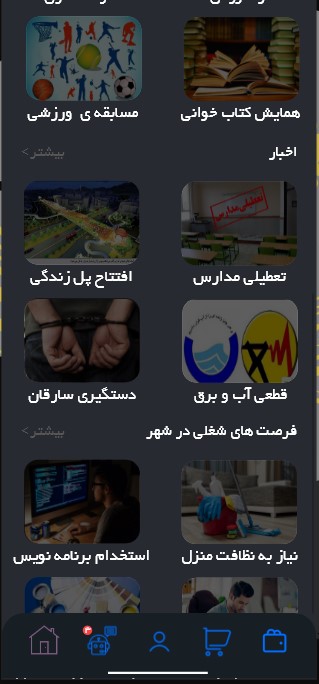 همایش کتاب خوانی
مسابقه ی ورزشی
اخبار
بیشتر>
تعطیلی مدارس
تعطیلی مدارس
افتتاح پل زندگی
قطعی آب و برق
دستگیری سارقان
فرصت های شغلی در شهر
بیشتر>
نیاز به نظافت منزل
استخدام برنامه نویس